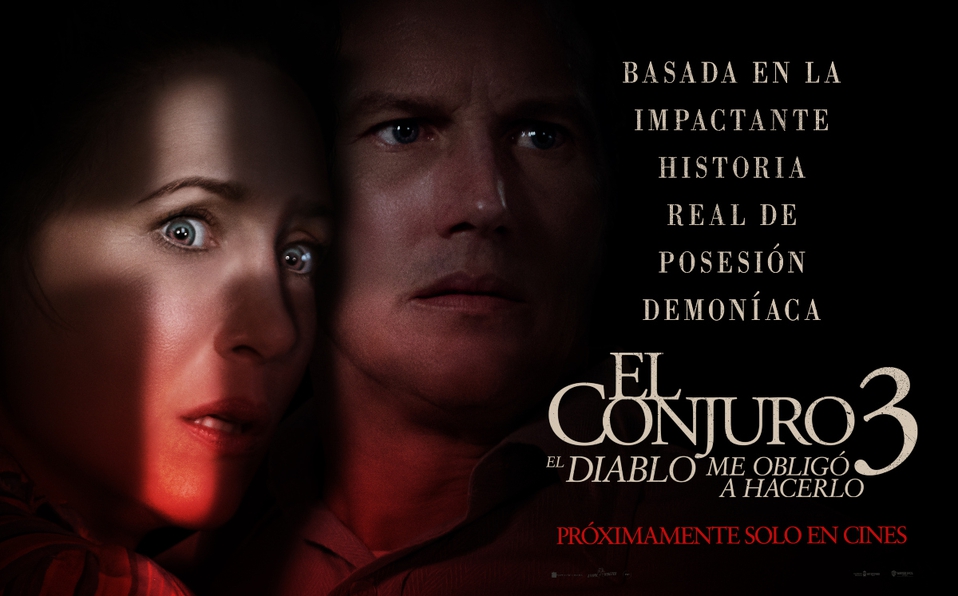 BASADA EN LA
IMPACTANTE
HISTORIA
REAL DE
POSESIÓN
DEMONÍACA
EL
CONJURO 3
EL DIABLO ME OBLIGÓ
A HACERLO
PRÓXIMAMENTE SOLO EN CINES